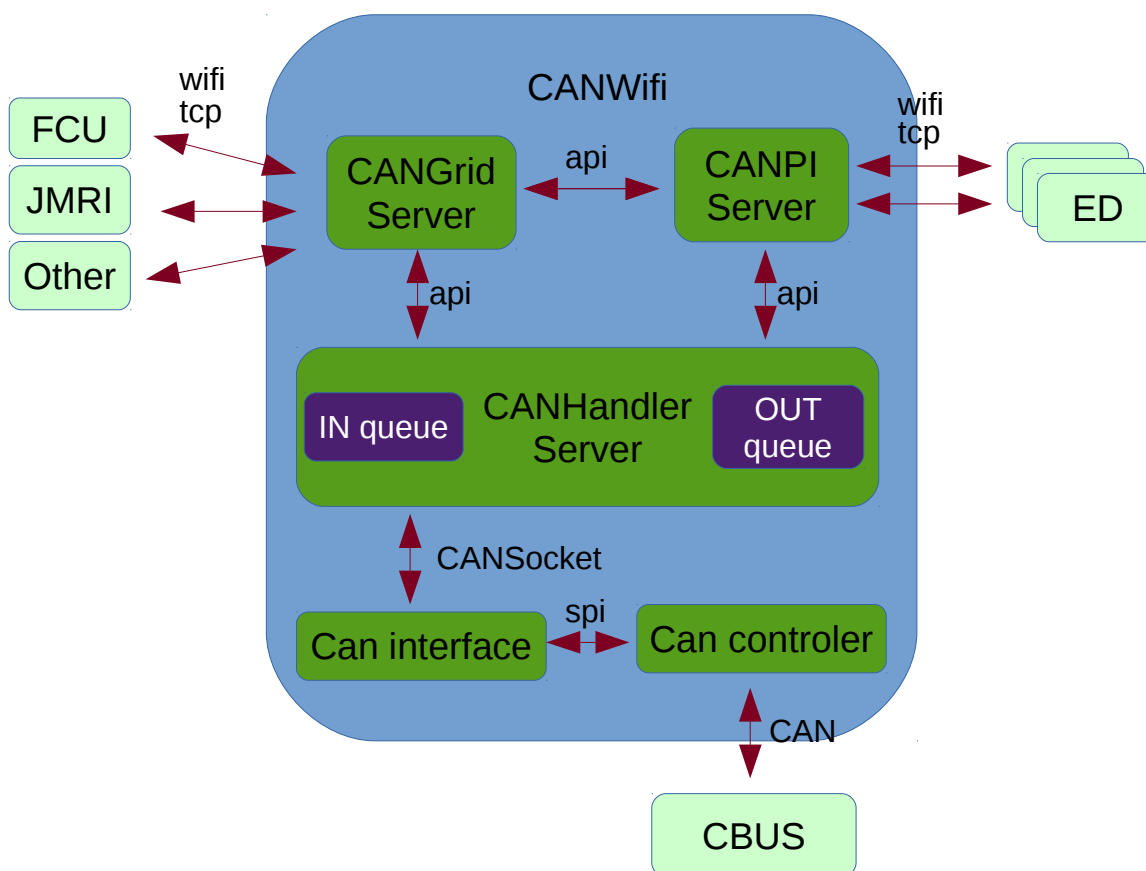 CANWifi
wifi
tcp
FCU
JMRI
Other
CANGrid
Server
api
CANPI
Server
wifi
tcp
ED
api
api
IN queue
CANHandler
Server
OUT
queue
CANSocket
Can interface
spi
Can controler
CAN
CBUS